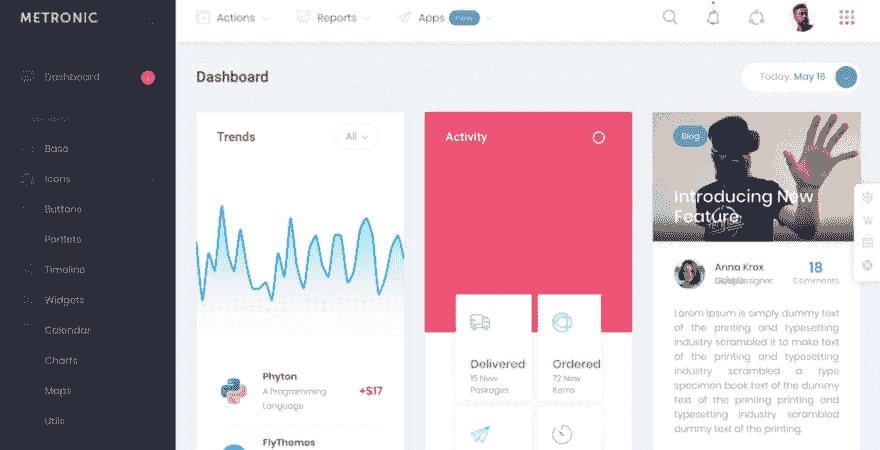 METRONIC
Actions
Reports
Apps
New
Dashboard
2
Base
Icons
Buttons
Portlets
Timeline
Widgets
Calendar
Charts
Maps
Utils
Dashboard
Today: May 16
Trends
All
Phyton
A Programming
Language
+$17
FlyThemes
Activity
Delivered
15 New
Packages
Ordered
72 New
Items
Blog
Introducing New
Feature
Anna Krox
18
Comments
Lorem Ipsum is simply dummy text
of the printing and typesetting
industry scrambled it to make text
of the printing and typesetting
industry scrambled a type
specimen book text of the dummy
text of the printing printing and
typesetting industry scrambled
dummy text of the printing.